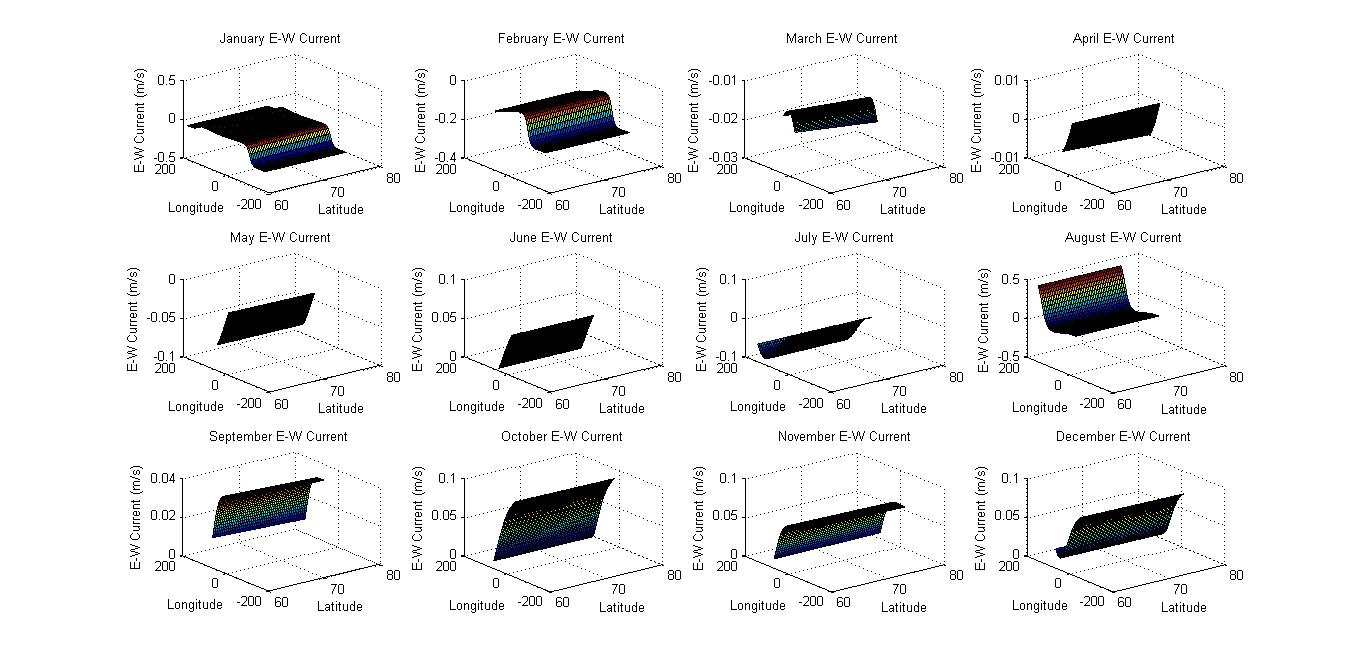 January E-W Current
February E-W Current
March E-W Current
April E-W Current
E-W Current (m/s)
0.5
0
-0.5
200
0
-200
Longitude
60
70
80
Latitude
E-W Current (m/s)
0
-0.2
-0.4
200
0
-200
Longitude
60
70
80
Latitude
E-W Current (m/s)
-0.01
-0.02
-0.03
200
0
-200
Longitude
60
70
80
Latitude
E-W Current (m/s)
0.01
0
-0.01
200
0
-200
Longitude
60
70
80
Latitude
May E-W Current
June E-W Current
July E-W Current
August E-W Current
E-W Current (m/s)
0
-0.05
-0.1
200
0
-200
Longitude
60
70
80
Latitude
E-W Current (m/s)
0.1
0.05
0
200
0
-200
Longitude
60
70
80
Latitude
E-W Current (m/s)
0.1
0
-0.1
200
0
-200
Longitude
60
70
80
Latitude
E-W Current (m/s)
0.5
0
-0.5
200
0
-200
Longitude
60
70
80
Latitude
September E-W Current
October E-W Current
November E-W Current
December E-W Current
E-W Current (m/s)
0.04
0.02
0
200
0
-200
Longitude
60
70
80
Latitude
E-W Current (m/s)
0.1
0.05
0
200
0
-200
Longitude
60
70
80
Latitude
E-W Current (m/s)
0.1
0.05
0
200
0
-200
Longitude
60
70
80
Latitude
E-W Current (m/s)
0.1
0.05
0
200
0
-200
Longitude
60
70
80
Latitude